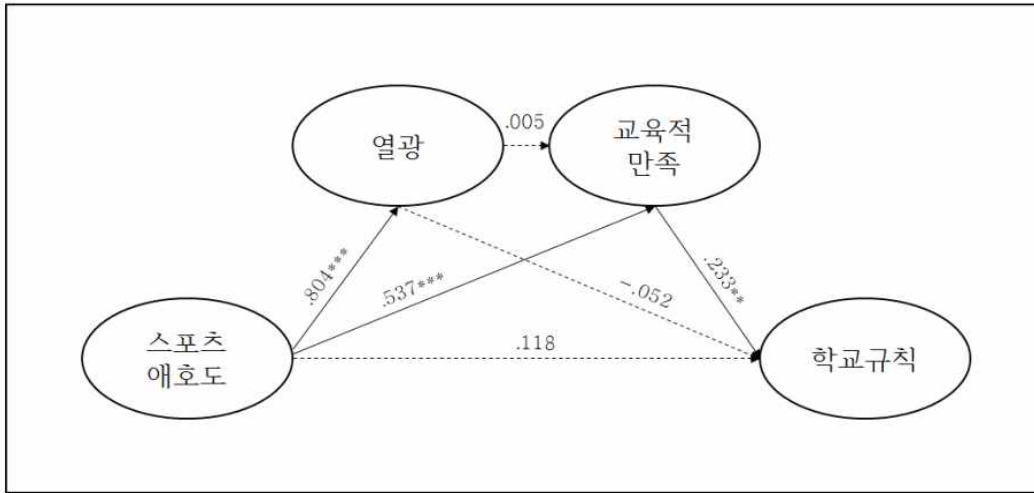 열광
.005
교육적
만족
.804***
.537***
-.052
.233**
스포츠
애호도
.118
학교규칙